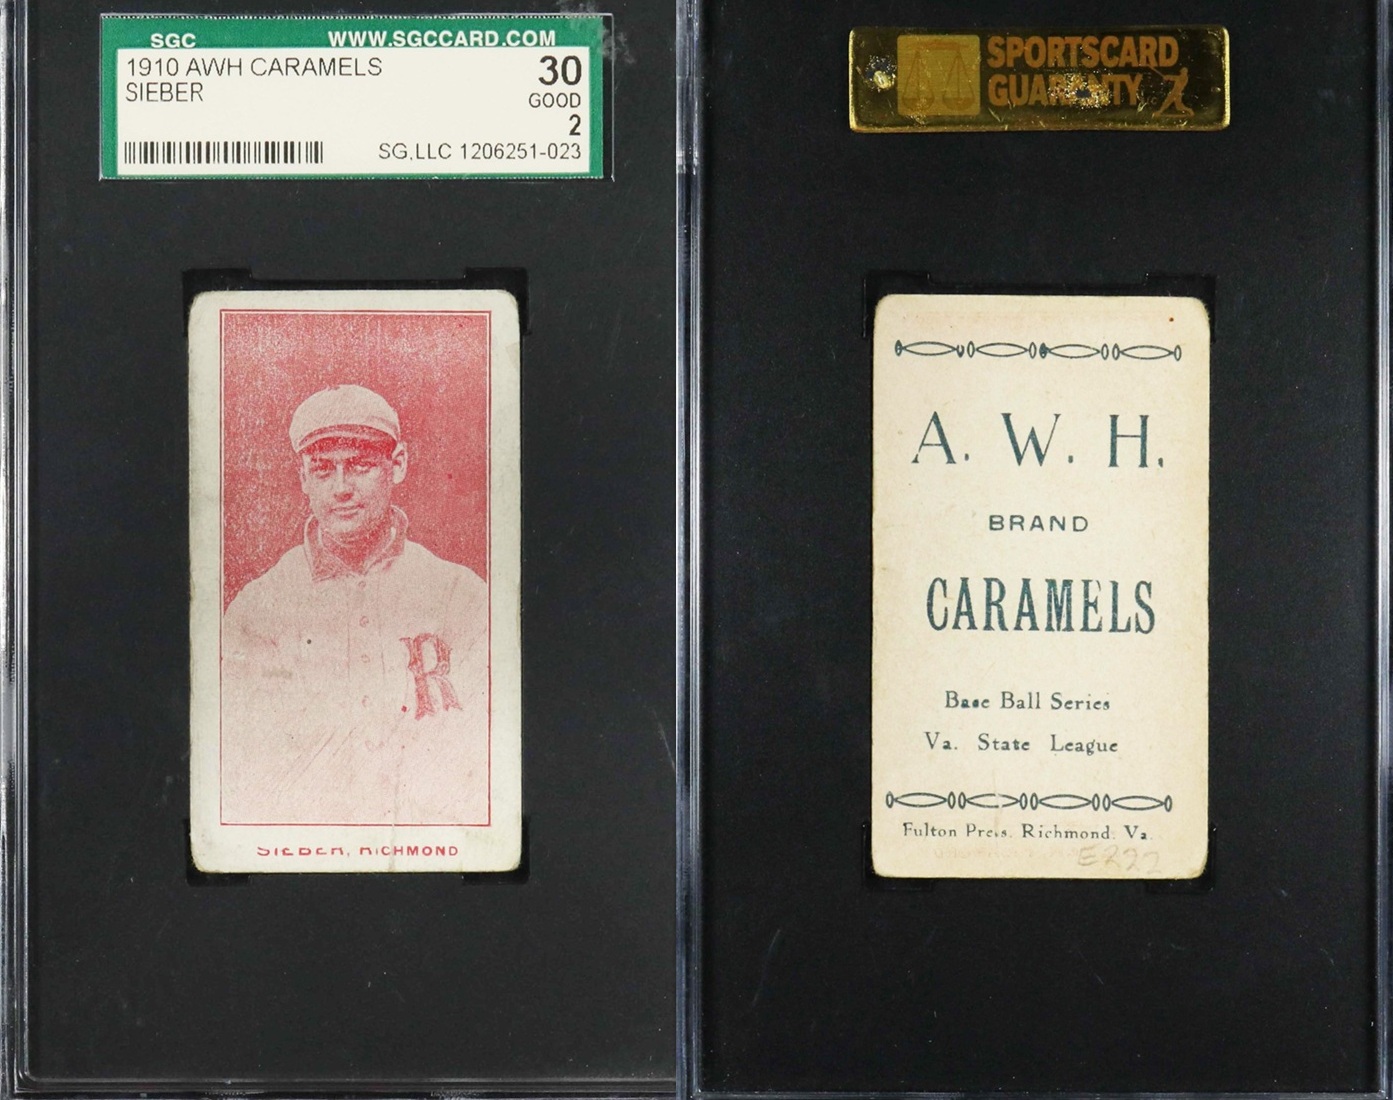 SGC WWW.SGCCARD.COM
1910 AWH CARAMELS 30
SIEBER GOOD
2
SG,LLC 1206251-023
R
SIEBER, RICHMOND
SPORTSCARD
GUARANTY
A. W. H.
BRAND
CARAMELS
Base Ball Series
Va. State League
Fulton Press. Richmond. Va.
E222